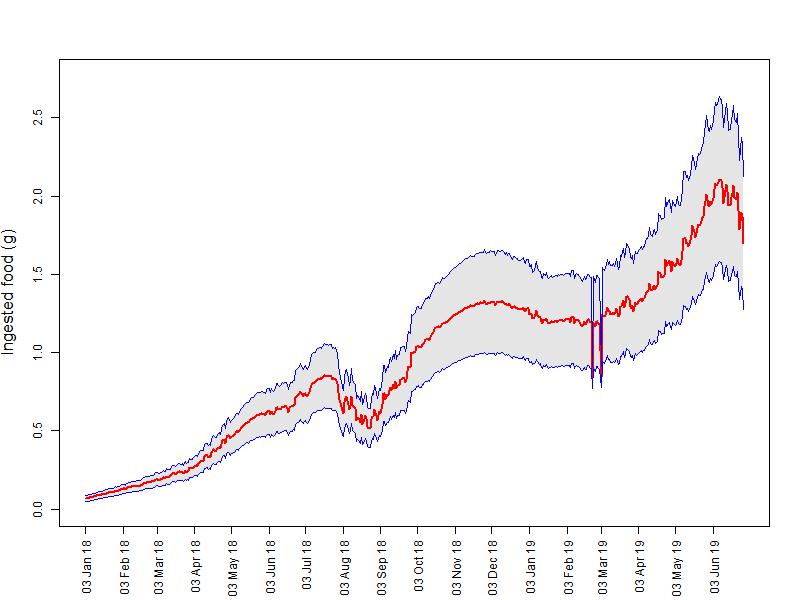 Ingested food (g)
2.5
2.0
1.5
1.0
0.5
0.0
03 Jan 18
03 Feb 18
03 Mar 18
03 Apr 18
03 May 18
03 Jun 18
03 Jul 18
03 Aug 18
03 Sep 18
03 Oct 18
03 Nov 18
03 Dec 18
03 Jan 19
03 Feb 19
03 Mar 19
03 Apr 19
03 May 19
03 Jun 19